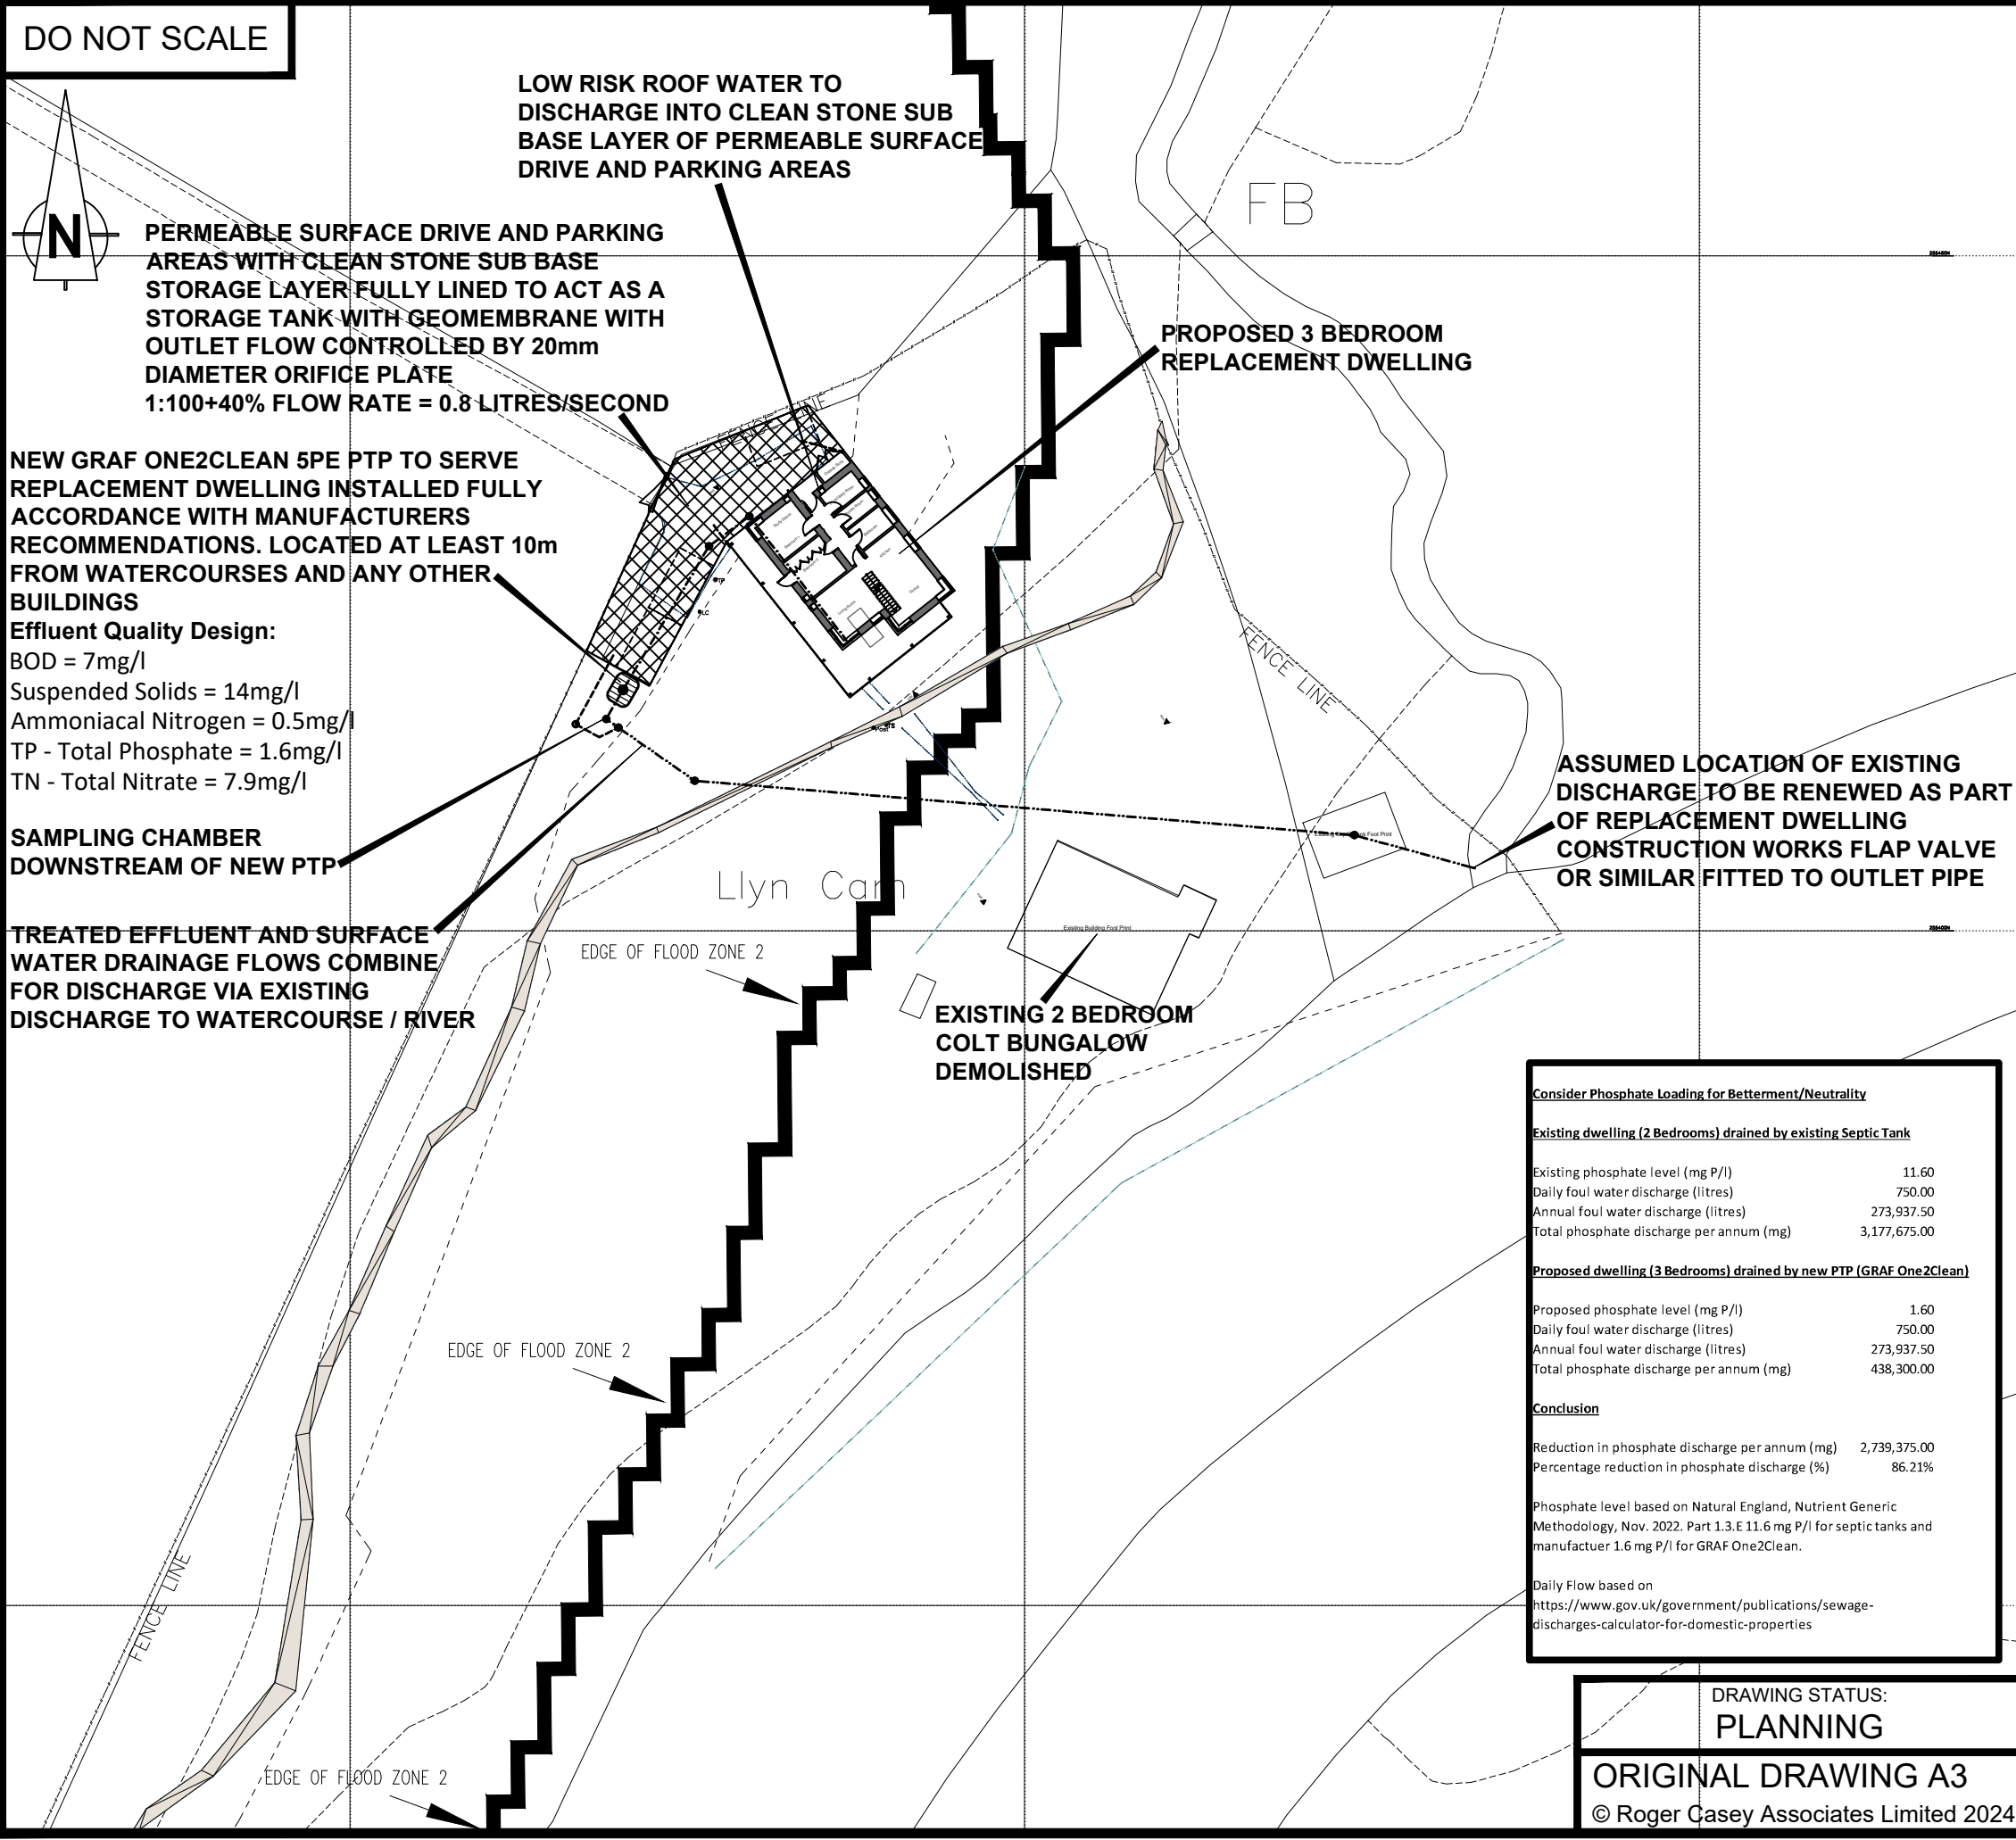 DO NOT SCALE
N
LOW RISK ROOF WATER TO
DISCHARGE INTO CLEAN STONE SUB
BASE LAYER OF PERMEABLE SURFACE
DRIVE AND PARKING AREAS
FB
PERMEABLE SURFACE DRIVE AND PARKING
AREAS WITH CLEAN STONE SUB BASE
STORAGE LAYER FULLY LINED TO ACT AS A
STORAGE TANK WITH GEOMEMBRANE WITH
OUTLET FLOW CONTROLLED BY 20mm
DIAMETER ORIFICE PLATE
1:100+40% FLOW RATE = 0.8 LITRES/SECOND
PROPOSED 3 BEDROOM
REPLACEMENT DWELLING
NEW GRAF ONE2CLEAN 5PE PTP TO SERVE
REPLACEMENT DWELLING INSTALLED FULLY
ACCORDANCE WITH MANUFACTURERS
RECOMMENDATIONS. LOCATED AT LEAST 10m
FROM WATERCOURSES AND ANY OTHER
BUILDINGS
Effluent Quality Design:
BOD = 7mg/l
Suspended Solids = 14mg/l
Ammoniacal Nitrogen = 0.5mg/l
TP - Total Phosphate = 1.6mg/l
TN - Total Nitrate = 7.9mg/l
TP
LC
Post
TS
FENCE LINE
SAMPLING CHAMBER
DOWNSTREAM OF NEW PTP
ASSUMED LOCATION OF EXISTING
DISCHARGE TO BE RENEWED AS PART
OF REPLACEMENT DWELLING
CONSTRUCTION WORKS FLAP VALVE
OR SIMILAR FITTED TO OUTLET PIPE
Foot Print
Llyn Carn
Existing Building Foot Print
TREATED EFFLUENT AND SURFACE
WATER DRAINAGE FLOWS COMBINE
FOR DISCHARGE VIA EXISTING
DISCHARGE TO WATERCOURSE / RIVER
EDGE OF FLOOD ZONE 2
EXISTING 2 BEDROOM
COLT BUNGALOW
DEMOLISHED
EDGE OF FLOOD ZONE 2
FENCE LINE
EDGE OF FLOOD ZONE 2
Consider Phosphate Loading for Betterment/Neutrality
Existing dwelling (2 Bedrooms) drained by existing Septic Tank
Existing phosphate level (mg P/l) 11.60
Daily foul water discharge (litres) 750.00
Annual foul water discharge (litres) 273,937.50
Total phosphate discharge per annum (mg) 3,177,675.00
Proposed dwelling (3 Bedrooms) drained by new PTP (GRAF One2Clean)
Proposed phosphate level (mg P/l) 1.60
Daily foul water discharge (litres) 750.00
Annual foul water discharge (litres) 273,937.50
Total phosphate discharge per annum (mg) 438,300.00
Conclusion
Reduction in phosphate discharge per annum (mg) 2,739,375.00
Percentage reduction in phosphate discharge (%) 86.21%
Phosphate level based on Natural England, Nutrient Generic
Methodology, Nov. 2022. Part 1.3.E 11.6 mg P/l for septic tanks and
manufactuer 1.6 mg P/l for GRAF One2Clean.
Daily Flow based on
https://www.gov.uk/government/publications/sewage-
discharges-calculator-for-domestic-properties
DRAWING STATUS:
PLANNING
ORIGINAL DRAWING A3
© Roger Casey Associates Limited 2024